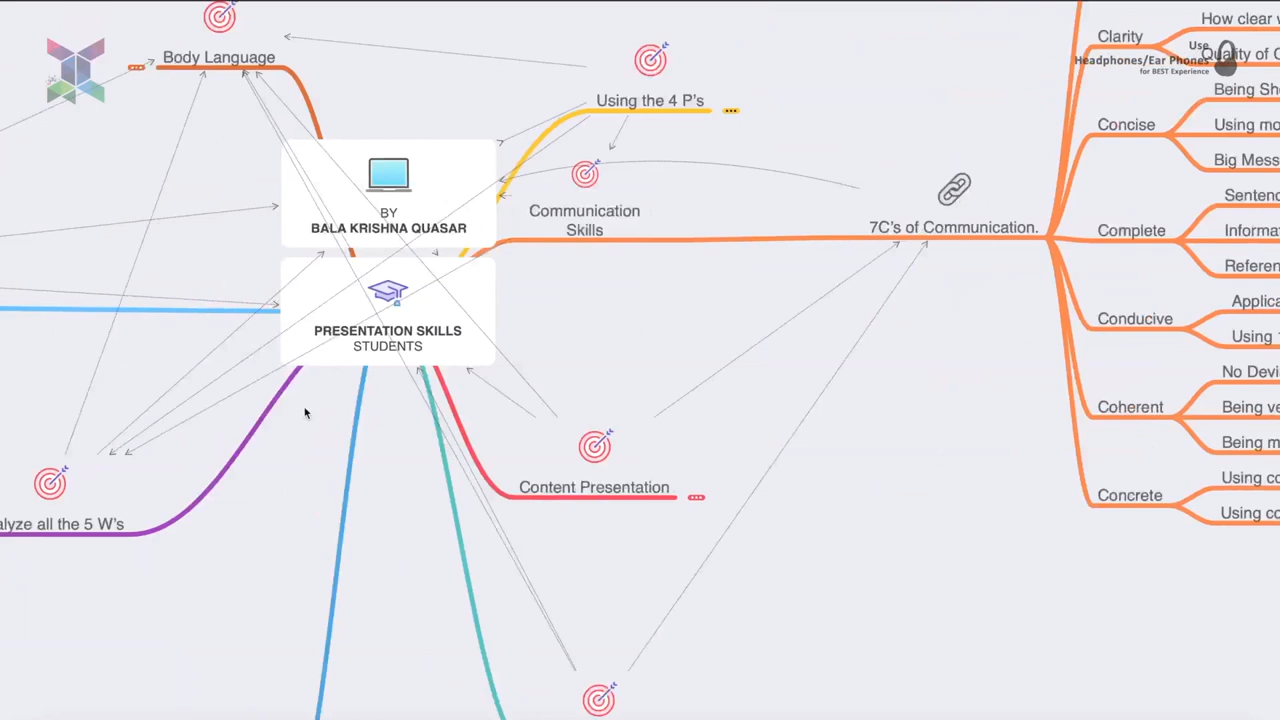 Body Language
Using the 4 P's
BY
BALA KRISHNA QUASAR
PRESENTATION SKILLS
STUDENTS
Communication
Skills
7C's of Communication.
Content Presentation
alyze all the 5 W's
Clarity
How clear
Quality of C
Use
Headphones/Ear Phones
for BEST Experience
Concise
Being Sho
Using mo
Big Mess
Complete
Sentenc
Informa
Referen
Conducive
Applica
Using
Coherent
No Devi
Being ve
Being m
Concrete
Using co
Using co